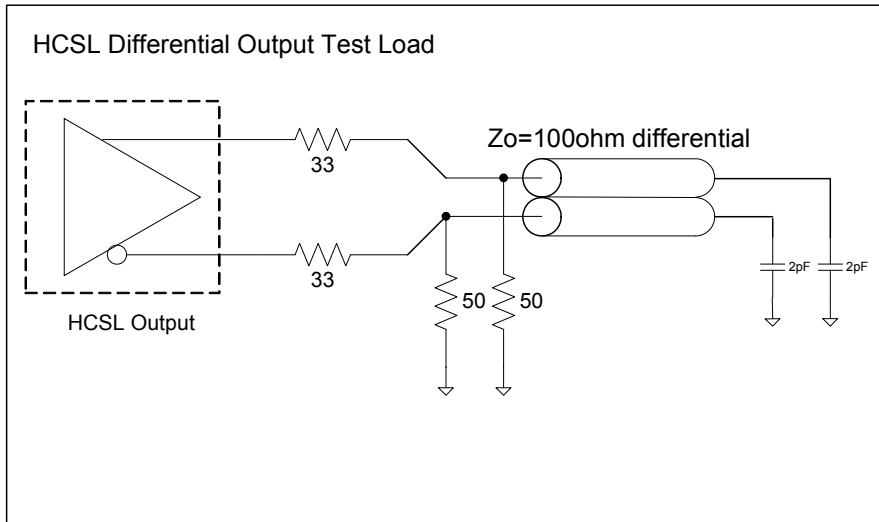 HCSL Differential Output Test Load
Zo=100ohm differential
33
33
50
50
2pF
2pF
HCSL Output